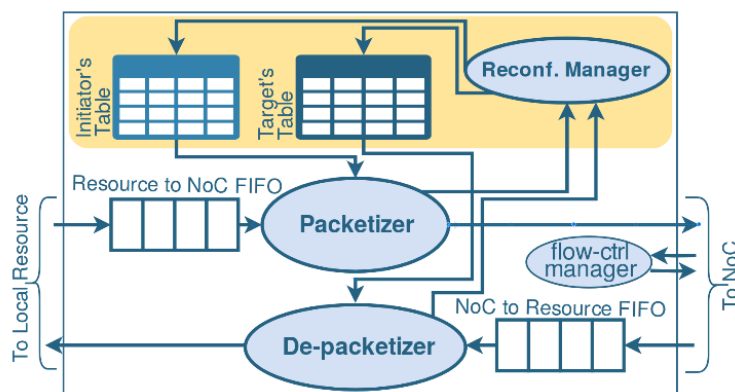 Initiator's
Table
Target's
Table
Reconf. Manager
Resource to NoC FIFO
Packetizer
flow-ctrl
manager
To Local Resource
To NoC
NoC to Resource FIFO
De-packetizer